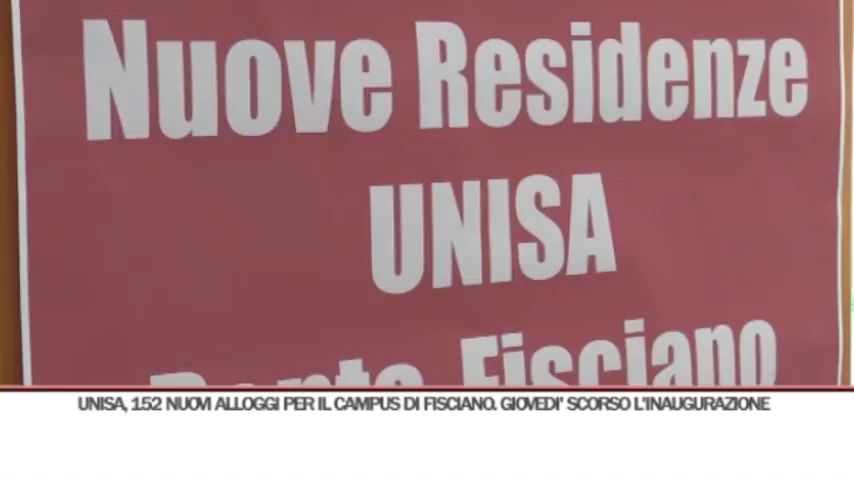 Nuove Residenze
UNISA
Fisciano
UNISA, 152 NUOVI ALLOGGI PER IL CAMPUS DI FISCIANO. GIOVEDI' SCORSO L'INAUGURAZIONE